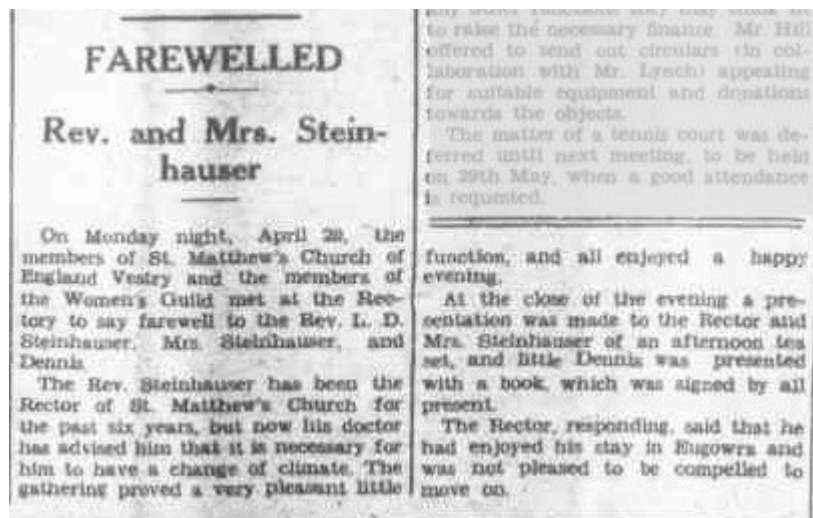 FAREWELLED
Rev. and Mrs. Stein-
hauser
On Monday night, April the
members of St. Matthew's Church of
England Vestry and the members of
the Women's Guild met at the Rec-
tory to say farewell to the Rev. L. D.
Steinhauser, Mrs. Steinhauser, and
Dennis.
The Rev. Steinhauser has been the
Rector of St. Matthew's Church for
the past six years, but now his doctor
has advised him that it is necessary for
him to have a change of climate. The
gathering proved a very pleasant little
any other functions they may think
to raise the necessary finance. Mr. Hill
offered to send out circulars (in col-
laboration with Mr. Lynch) appealing
for suitable equipment and donations
towards the objects.
The matter of a tennis court was de-
ferred until next meeting, to be held
on 29th May, when a good attendance
is requested.
function, and all enjoyed a happy
evening.
At the close of the evening a pre-
sentation was made to the Rector and
Mrs. Steinhauser of an afternoon tea
set, and little Dennis was presented
with a book, which was signed by all
present.
The Rector, responding, said that he
had enjoyed his stay in Eugowra and
was not pleased to be compelled to
move on.